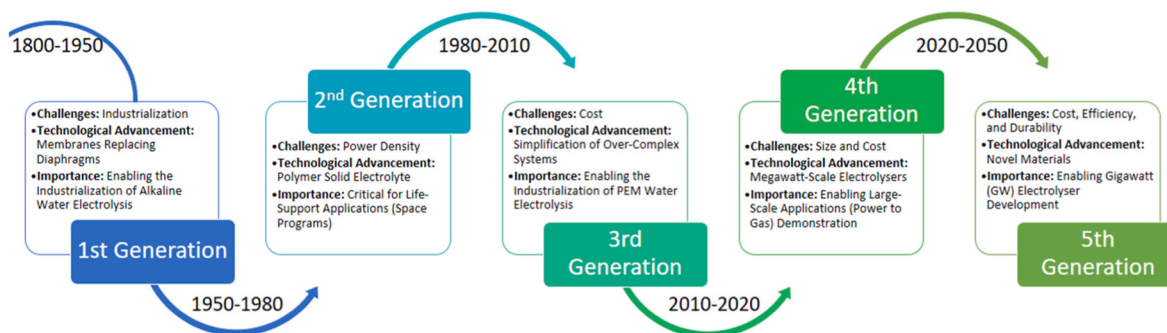 1800-1950
•Challenges: Industrialization
•Technological Advancement:
Membranes Replacing
Diaphragms
•Importance: Enabling the
Industrialization of Alkaline
Water Electrolysis
1st Generation
1950-1980
2nd Generation
•Challenges: Power Density
•Technological Advancement:
Polymer Solid Electrolyte
•Importance: Critical for Life-
Support Applications (Space
Programs)
1980-2010
•Challenges: Cost
•Technological Advancement:
Simplification of Over-Complex
Systems
•Importance: Enabling the
Industrialization of PEM Water
Electrolysis
3rd
Generation
2010-2020
4th
Generation
•Challenges: Size and Cost
•Technological Advancement:
Megawatt-Scale Electrolysers
•Importance: Enabling Large-
Scale Applications (Power to
Gas) Demonstration
2020-2050
•Challenges: Cost, Efficiency,
and Durability
•Technological Advancement:
Novel Materials
•Importance: Enabling Gigawatt
(GW) Electrolyser
Development
5th
Generation